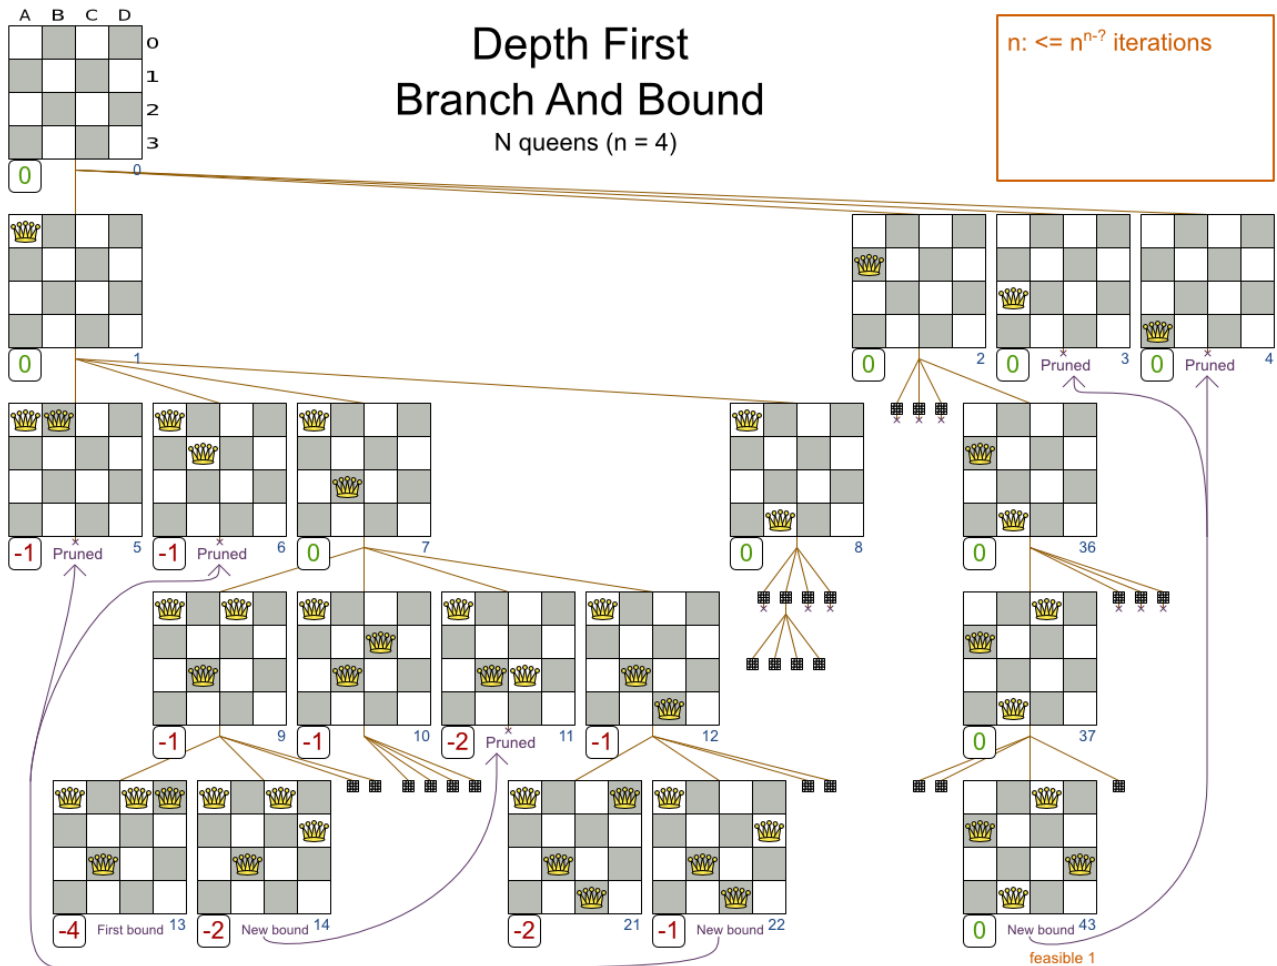 A B C D
Depth First
Branch And Bound
N queens (n = 4)
n: <= n^n-? iterations
0
1
2
3
0 0
0 1
0 2
0 Pruned 3
0 Pruned 4
-1 Pruned 5
-1 Pruned 6
0 7
0 8
0 36
-1 9
-1 10
-2 Pruned 11
-1 12
0 37
-4 First bound 13
-2 New bound 14
-2 21
-1 New bound 22
0 New bound 43
feasible 1